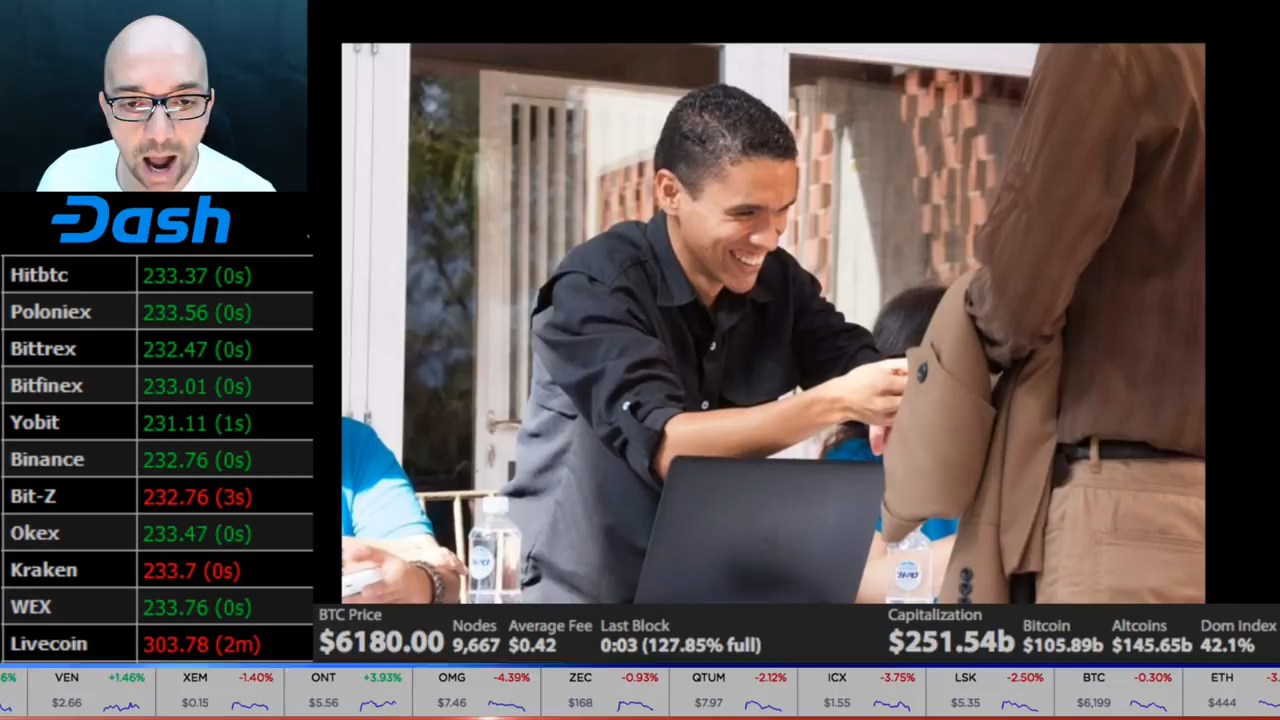 Dash
Hitbtc 233.37 (0s)
Poloniex 233.56 (0s)
Bittrex 232.47 (0s)
Bitfinex 233.01 (0s)
Yobit 231.11 (1s)
Binance 232.76 (0s)
Bit-Z 232.76 (3s)
Okex 233.47 (0s)
Kraken 233.7 (0s)
WEX 233.76 (0s)
Livecoin 303.78 (2m)
BTC Price Nodes Average Fee Last Block Capitalization Bitcoin Altcoins Dom Index
$6180.00 9,667 $0.42 0:03 (127.85% full) $251.54b $105.89b $145.65b 42.1%
6% VEN +1.46% XEM -1.40% ONT +3.93% OMG -4.39% ZEC -0.93% QTUM -2.12% ICX -3.75% LSK -2.50% BTC -0.30% ETH -3.
$2.66 $0.15 $5.56 $7.46 $168 $7.97 $1.55 $5.35 $6,199 $444